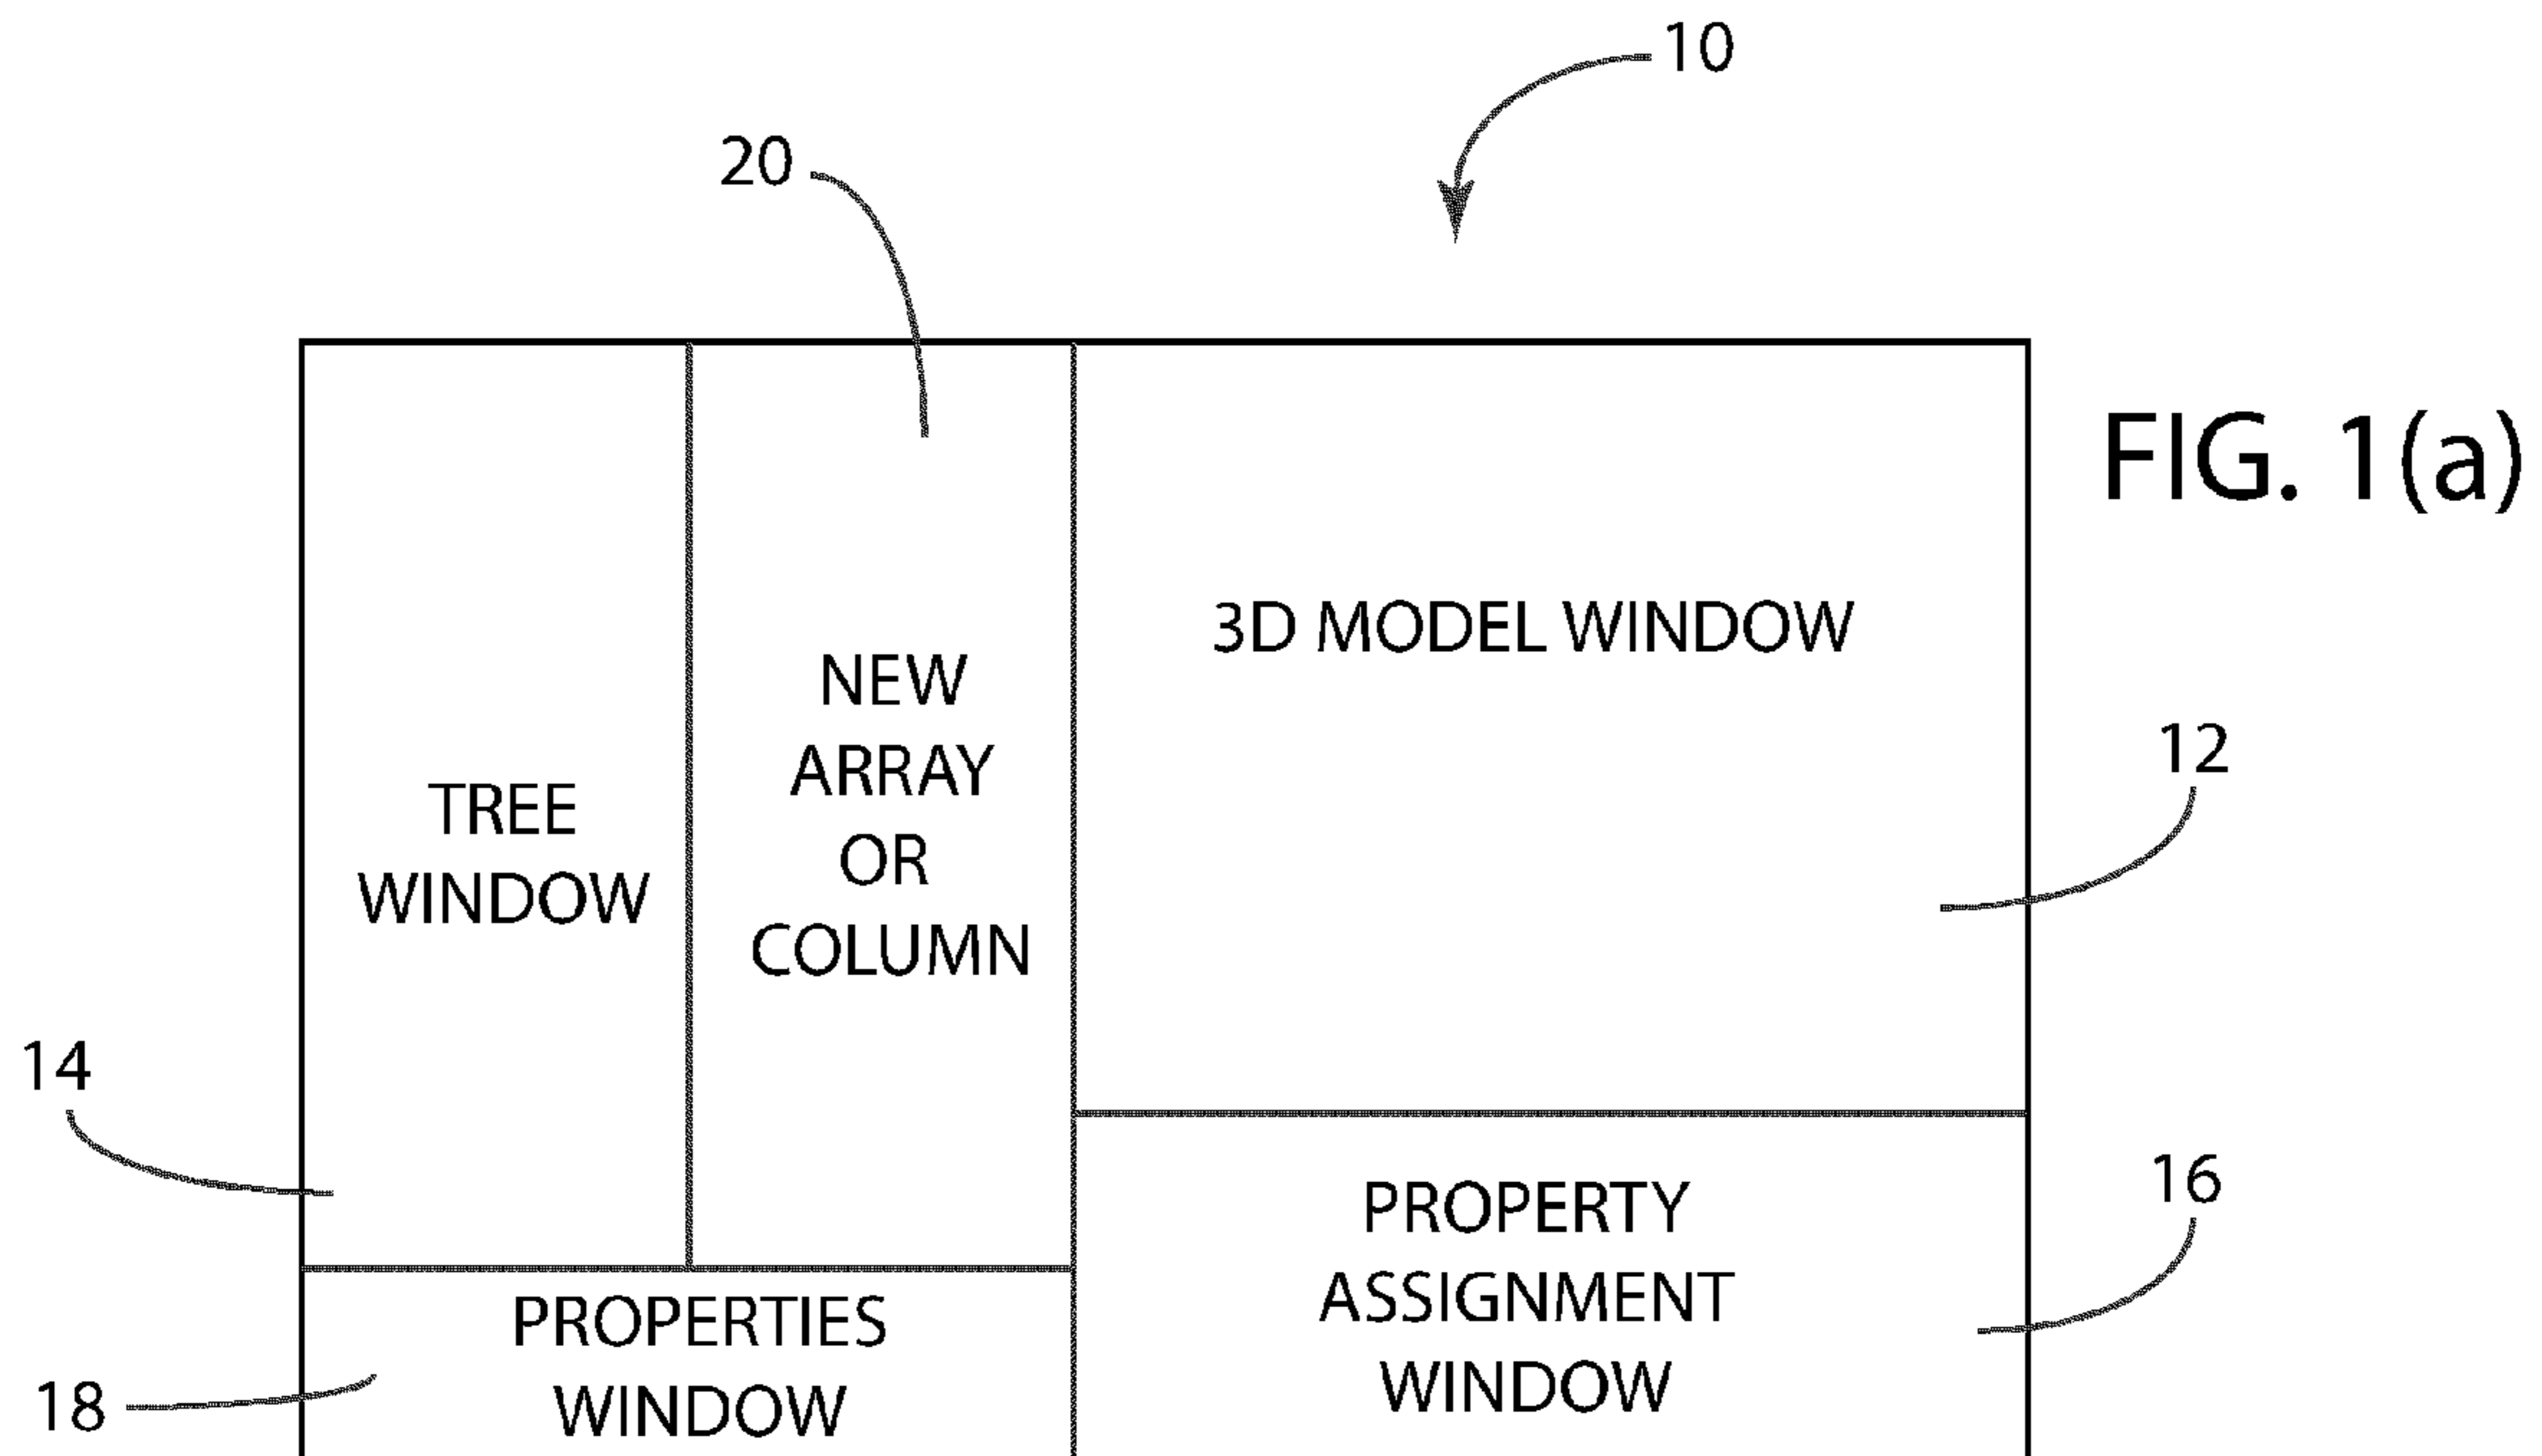 10
20
FIG. 1(a)
3D MODEL WINDOW
NEW
ARRAY
OR
COLUMN
TREE
WINDOW
12
14
PROPERTY
ASSIGNMENT
WINDOW
16
PROPERTIES
WINDOW
18